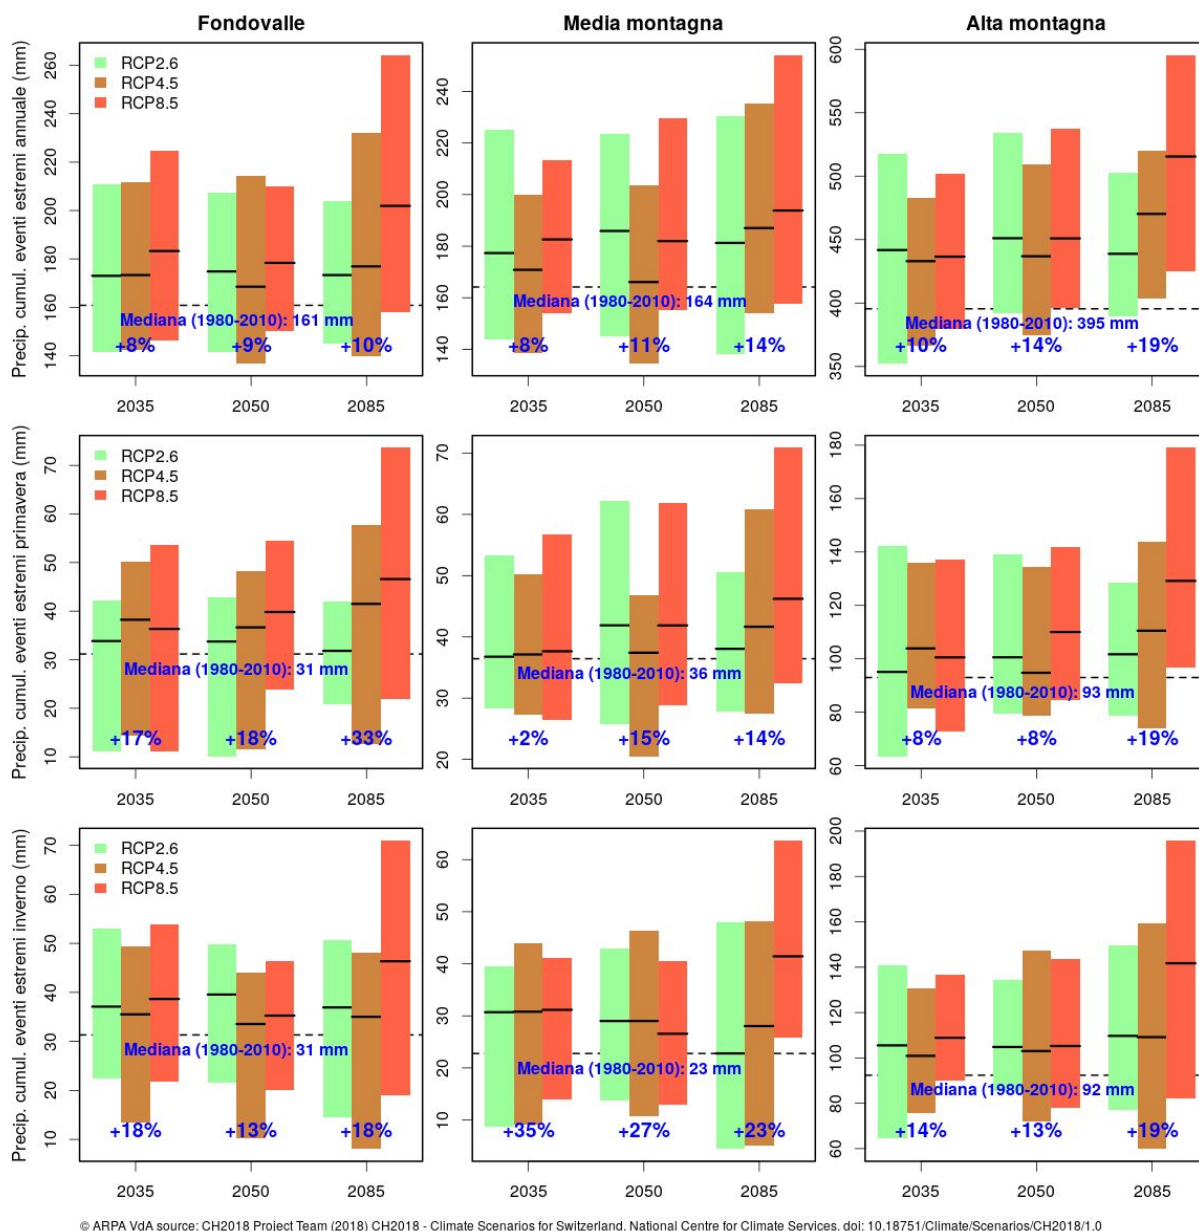 Fondovalle
Media montagna
Alta montagna
Precip. cumul. eventi estremi annuale (mm)
140 160 180 200 220 240 260
RCP2.6
RCP4.5
RCP8.5
Mediana (1980-2010): 161 mm
+8% +9% +10%
2035 2050 2085
140 160 180 200 220 240
Mediana (1980-2010): 164 mm
+8% +11% +14%
2035 2050 2085
350 400 450 500 550 600
Mediana (1980-2010): 395 mm
+10% +14% +19%
2035 2050 2085
Precip. cumul. eventi estremi primavera (mm)
10 20 30 40 50 60 70
RCP2.6
RCP4.5
RCP8.5
Mediana (1980-2010): 31 mm
+17% +18% +33%
2035 2050 2085
20 30 40 50 60 70
Mediana (1980-2010): 36 mm
+2% +15% +14%
2035 2050 2085
60 80 100 120 140 160 180
Mediana (1980-2010): 93 mm
+8% +8% +19%
2035 2050 2085
Precip. cumul. eventi estremi inverno (mm)
10 20 30 40 50 60 70
RCP2.6
RCP4.5
RCP8.5
Mediana (1980-2010): 31 mm
+18% +13% +18%
2035 2050 2085
10 20 30 40 50 60
Mediana (1980-2010): 23 mm
+35% +27% +23%
2035 2050 2085
60 80 100 120 140 160 180 200
Mediana (1980-2010): 92 mm
+14% +13% +19%
2035 2050 2085
© ARPA VdA source: CH2018 Project Team (2018) CH2018 - Climate Scenarios for Switzerland. National Centre for Climate Services. doi: 10.18751/Climate/Scenarios/CH2018/1.0